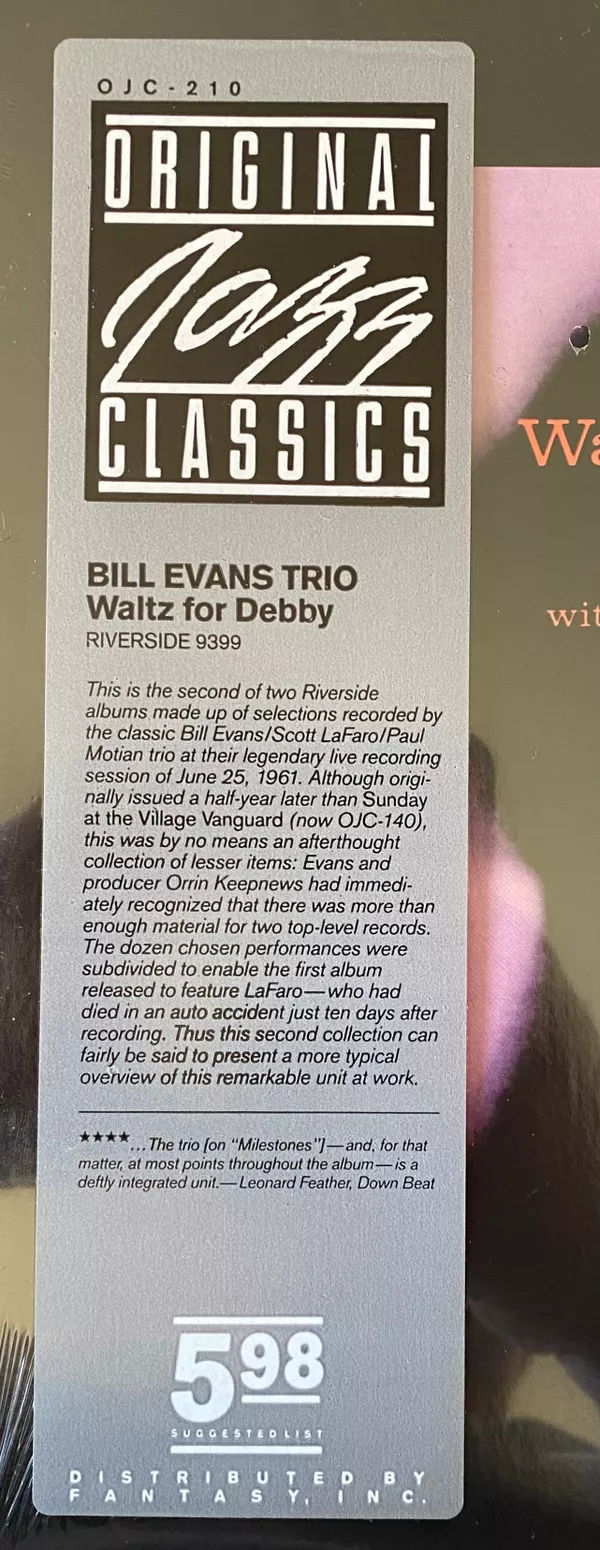 OJC-210
ORIGINAL
Jazz
CLASSICS
BILL EVANS TRIO
Waltz for Debby
RIVERSIDE 9399
This is the second of two Riverside
albums made up of selections recorded by
the classic Bill Evans/Scott LaFaro/Paul
Motian trio at their legendary live recording
session of June 25, 1961. Although origi-
nally issued a half-year later than Sunday
at the Village Vanguard (now OJC-140),
this was by no means an afterthought
collection of lesser items: Evans and
producer Orrin Keepnews had immedi-
ately recognized that there was more than
enough material for two top-level records.
The dozen chosen performances were
subdivided to enable the first album
released to feature LaFaro—who had
died in an auto accident just ten days after
recording. Thus this second collection can
fairly be said to present a more typical
overview of this remarkable unit at work.
★★★★...The trio [on "Milestones"]—and, for that
matter, at most points throughout the album—is a
deftly integrated unit.—Leonard Feather, Down Beat
5.98
SUGGESTED LIST
DISTRIBUTED BY
FANTASY, INC.
Wa
wit